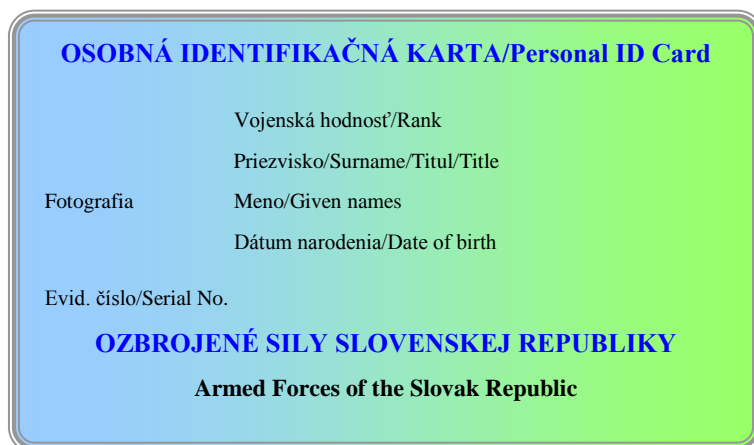 OSOBNÁ IDENTIFIKAČNÁ KARTA/Personal ID Card
Vojenská hodnosť/Rank
Priezvisko/Surname/Titul/Title
Fotografia Meno/Given names
Dátum narodenia/Date of birth
Evid. číslo/Serial No.
OZBROJENÉ SILY SLOVENSKEJ REPUBLIKY
Armed Forces of the Slovak Republic